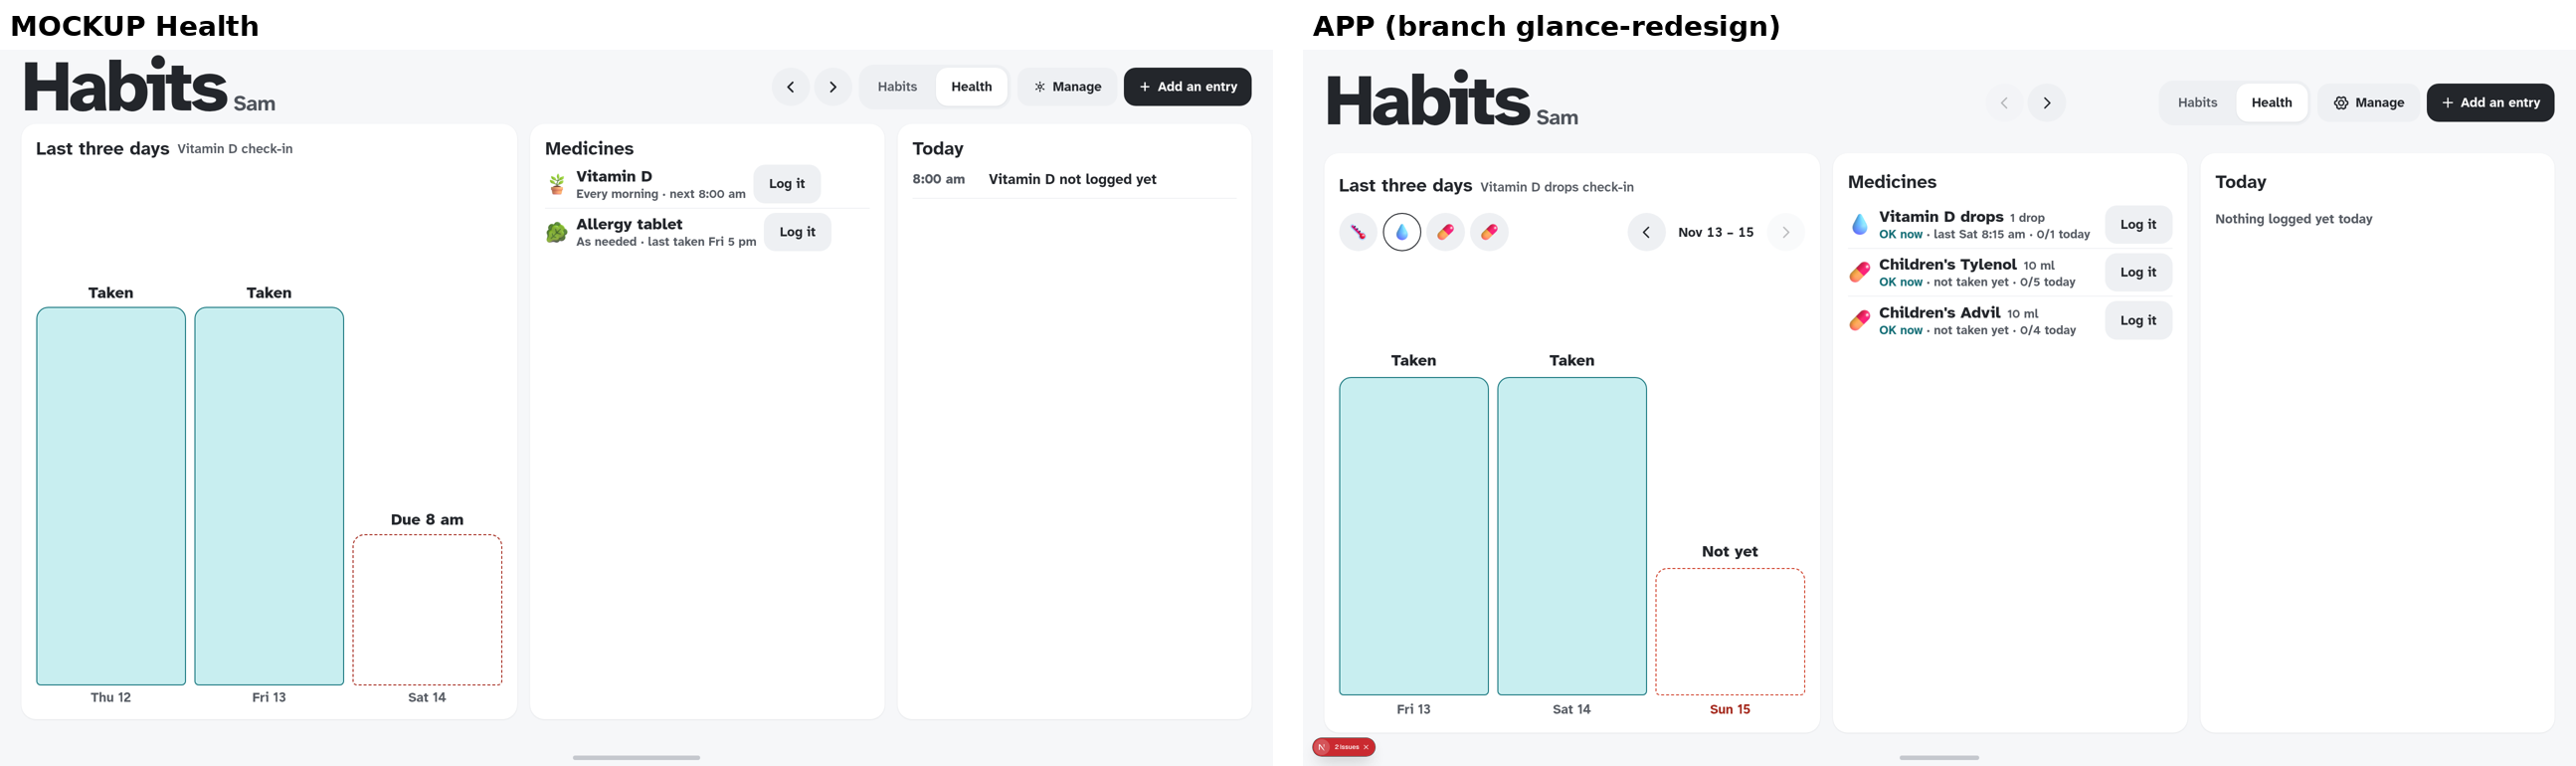 MOCKUP Health
Habits Sam
Habits Health Manage + Add an entry
Last three days Vitamin D check-in
Taken Taken
Due 8 am
Thu 12 Fri 13 Sat 14
Medicines
Vitamin D
Every morning · next 8:00 am
Log it
Allergy tablet
As needed · last taken Fri 5 pm
Log it
Today
8:00 am Vitamin D not logged yet
APP (branch glance-redesign)
Habits Sam
Habits Health Manage + Add an entry
Last three days Vitamin D drops check-in
Nov 13 – 15
Taken Taken
Not yet
Fri 13 Sat 14 Sun 15
N 2 Issues ×
Medicines
Vitamin D drops 1 drop
OK now · last Sat 8:15 am · 0/1 today
Log it
Children's Tylenol 10 ml
OK now · not taken yet · 0/5 today
Log it
Children's Advil 10 ml
OK now · not taken yet · 0/4 today
Log it
Today
Nothing logged yet today